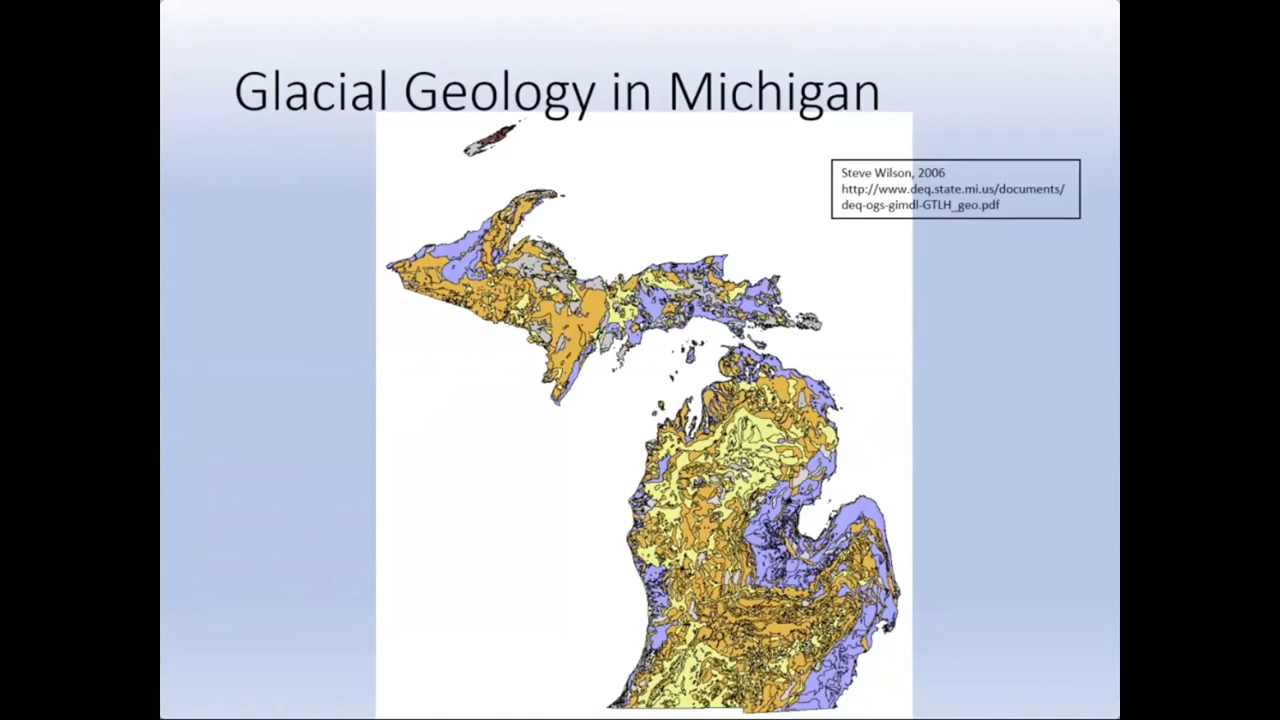 Glacial Geology in Michigan
Steve Wilson, 2006
http://www.deq.state.mi.us/documents/
deq-ogs-gimdl-GTLH_geo.pdf